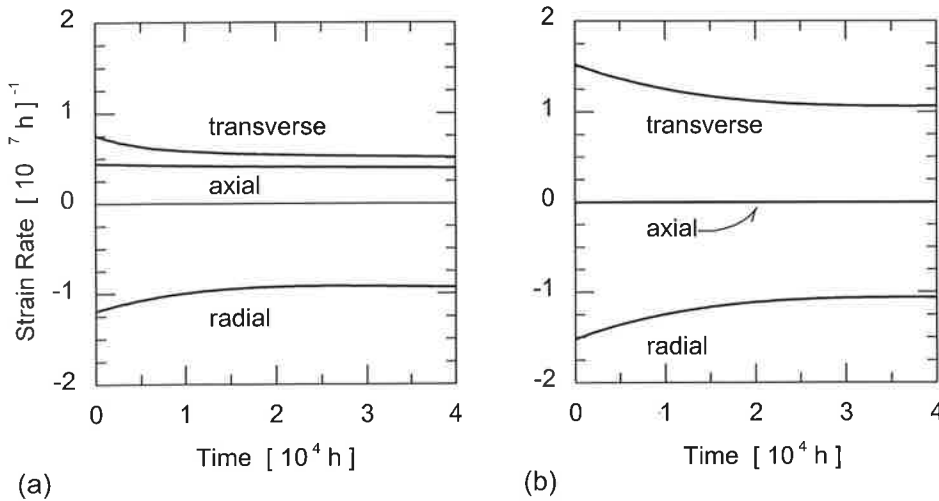 Strain Rate [ 10 7 h ]-1
2
1
0
-1
-2
transverse
axial
radial
0 1 2 3 4
Time [ 10 4 h ]
(a)
2
1
0
-1
-2
transverse
axial
radial
0 1 2 3 4
Time [ 10 4 h ]
(b)